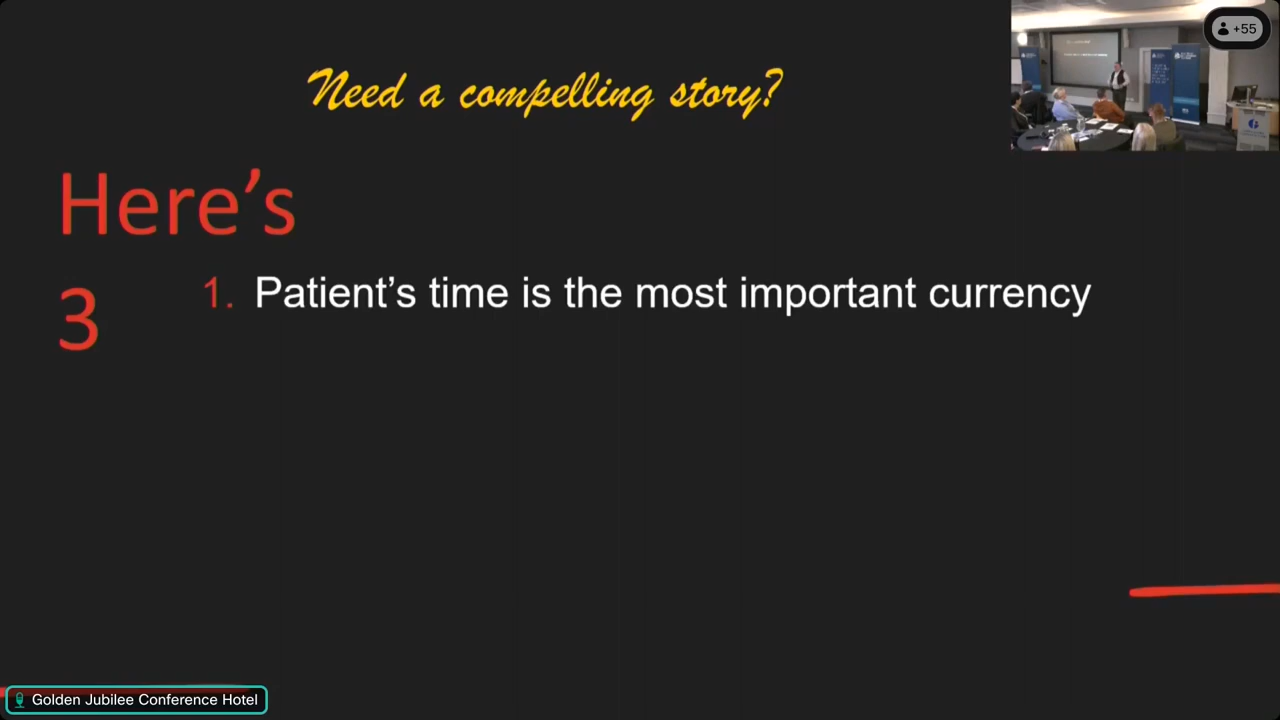 Need a compelling story?
+55
Here's
3
1. Patient's time is the most important currency
Golden Jubilee Conference Hotel